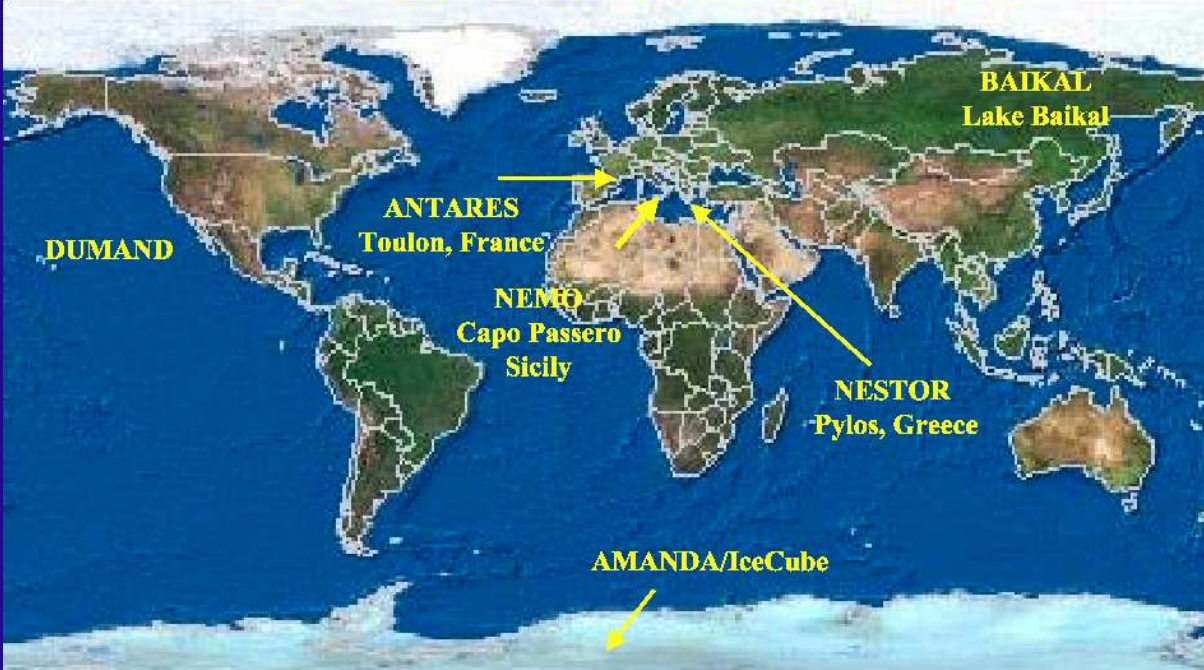 BAIKAL
Lake Baikal
ANTARES
Toulon, France
DUMAND
NEMO
Capo Passero
Sicily
NESTOR
Pylos, Greece
AMANDA/IceCube